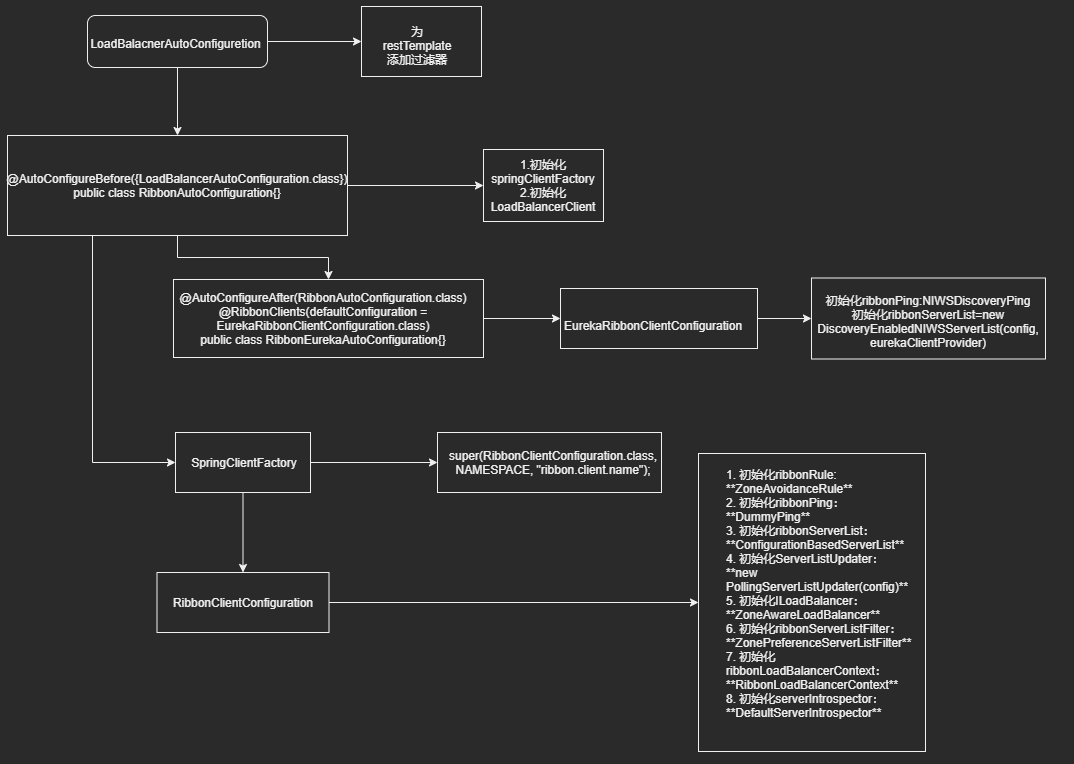 LoadBalacnerAutoConfiguretion
为
restTemplate
添加过滤器
@AutoConfigureBefore({LoadBalancerAutoConfiguration.class})
public class RibbonAutoConfiguration{}
1.初始化
springClientFactory
2.初始化
LoadBalancerClient
@AutoConfigureAfter(RibbonAutoConfiguration.class)
@RibbonClients(defaultConfiguration =
EurekaRibbonClientConfiguration.class)
public class RibbonEurekaAutoConfiguration{}
EurekaRibbonClientConfiguration
初始化ribbonPing:NIWSDiscoveryPing
初始化ribbonServerList=new
DiscoveryEnabledNIWSServerList(config,
eurekaClientProvider)
SpringClientFactory
super(RibbonClientConfiguration.class,
NAMESPACE, "ribbon.client.name");
RibbonClientConfiguration
1. 初始化ribbonRule:
**ZoneAvoidanceRule**
2. 初始化ribbonPing：
**DummyPing**
3. 初始化ribbonServerList：
**ConfigurationBasedServerList**
4. 初始化ServerListUpdater：
**new
PollingServerListUpdater(config)**
5. 初始化ILoadBalancer：
**ZoneAwareLoadBalancer**
6. 初始化ribbonServerListFilter：
**ZonePreferenceServerListFilter**
7. 初始化
ribbonLoadBalancerContext：
**RibbonLoadBalancerContext**
8. 初始化serverIntrospector：
**DefaultServerIntrospector**